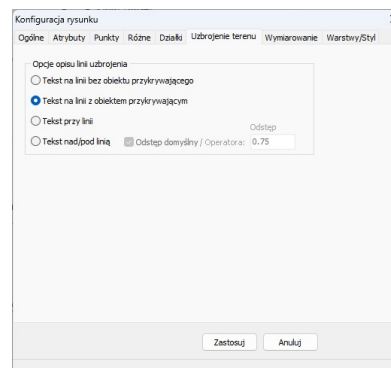 Konfiguracja rysunku
Ogólne Atrybuty Punkty Różne Działki Uzbrojenie terenu Wymiarowanie Warstwy/Styl
Opcje opisu linii uzbrojenia
Tekst na linii bez obiektu przykrywającego
Tekst na linii z obiektem przykrywającym
Tekst przy linii
Odstęp
Tekst nad/pod linią Odstęp domyślny / Operatora: 0.75
Zastosuj Anuluj